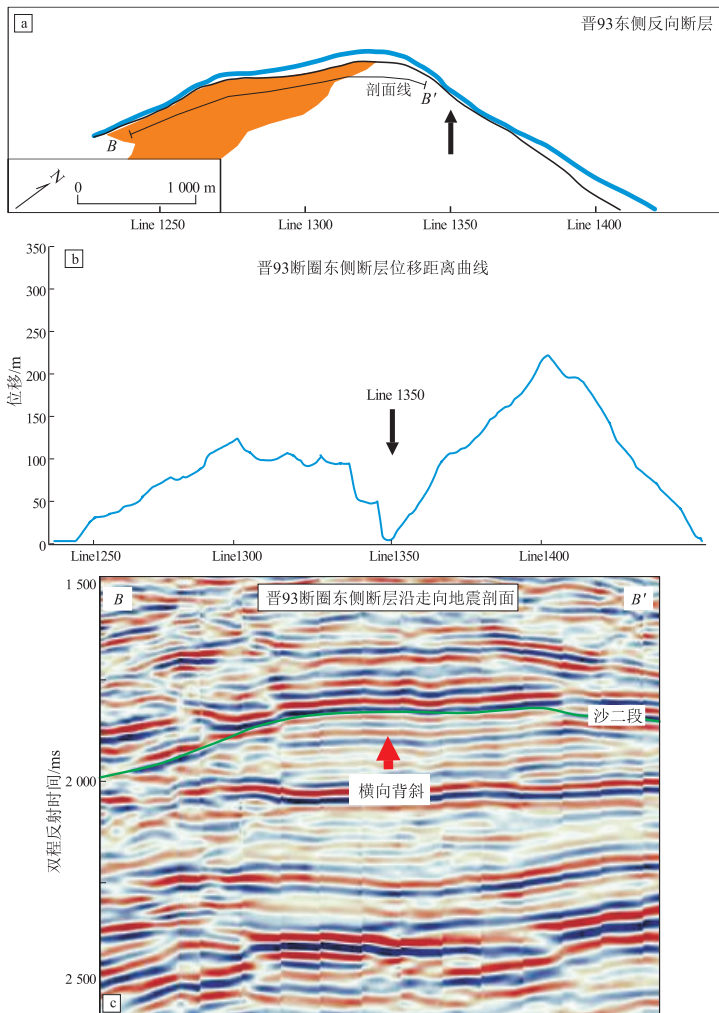 a
晋93东侧反向断层
剖面线
B
B′
N
0
1 000 m
Line 1250
Line 1300
Line 1350
Line 1400
b
晋93断圈东侧断层位移距离曲线
350
300
250
200
150
100
50
0
位移/m
Line 1350
Line1250
Line1300
Line1350
Line1400
1 500
2 000
2 500
双程反射时间/ms
B
晋93断圈东侧断层沿走向地震剖面
B′
沙二段
横向背斜
c